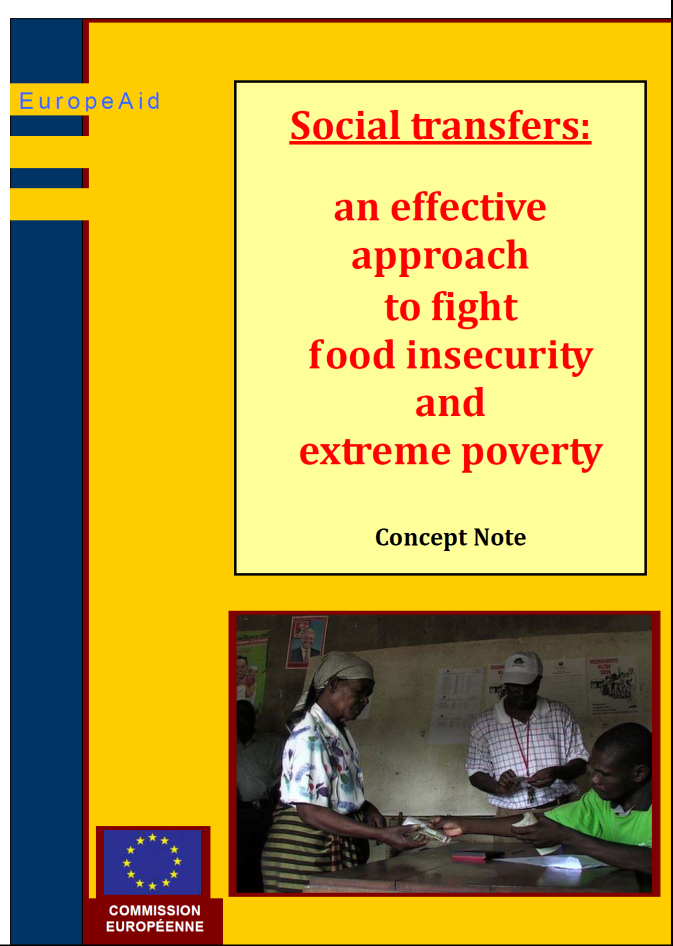 EuropeAid
Social transfers:
an effective
approach
to fight
food insecurity
and
extreme poverty
Concept Note
COMMISSION
EUROPÉENNE